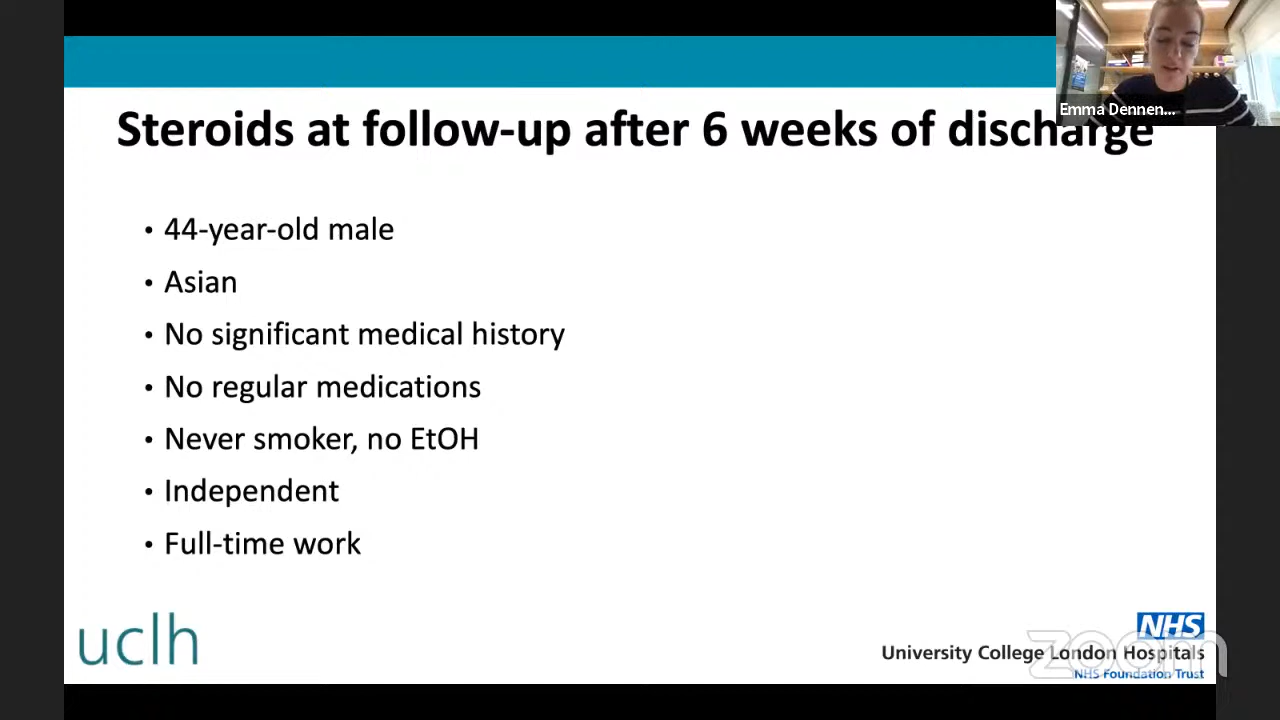 Emma Dennen...
Steroids at follow-up after 6 weeks of discharge
• 44-year-old male
• Asian
• No significant medical history
• No regular medications
• Never smoker, no EtOH
• Independent
• Full-time work
uclh
NHS
University College London Hospitals
NHS Foundation Trust
zoom